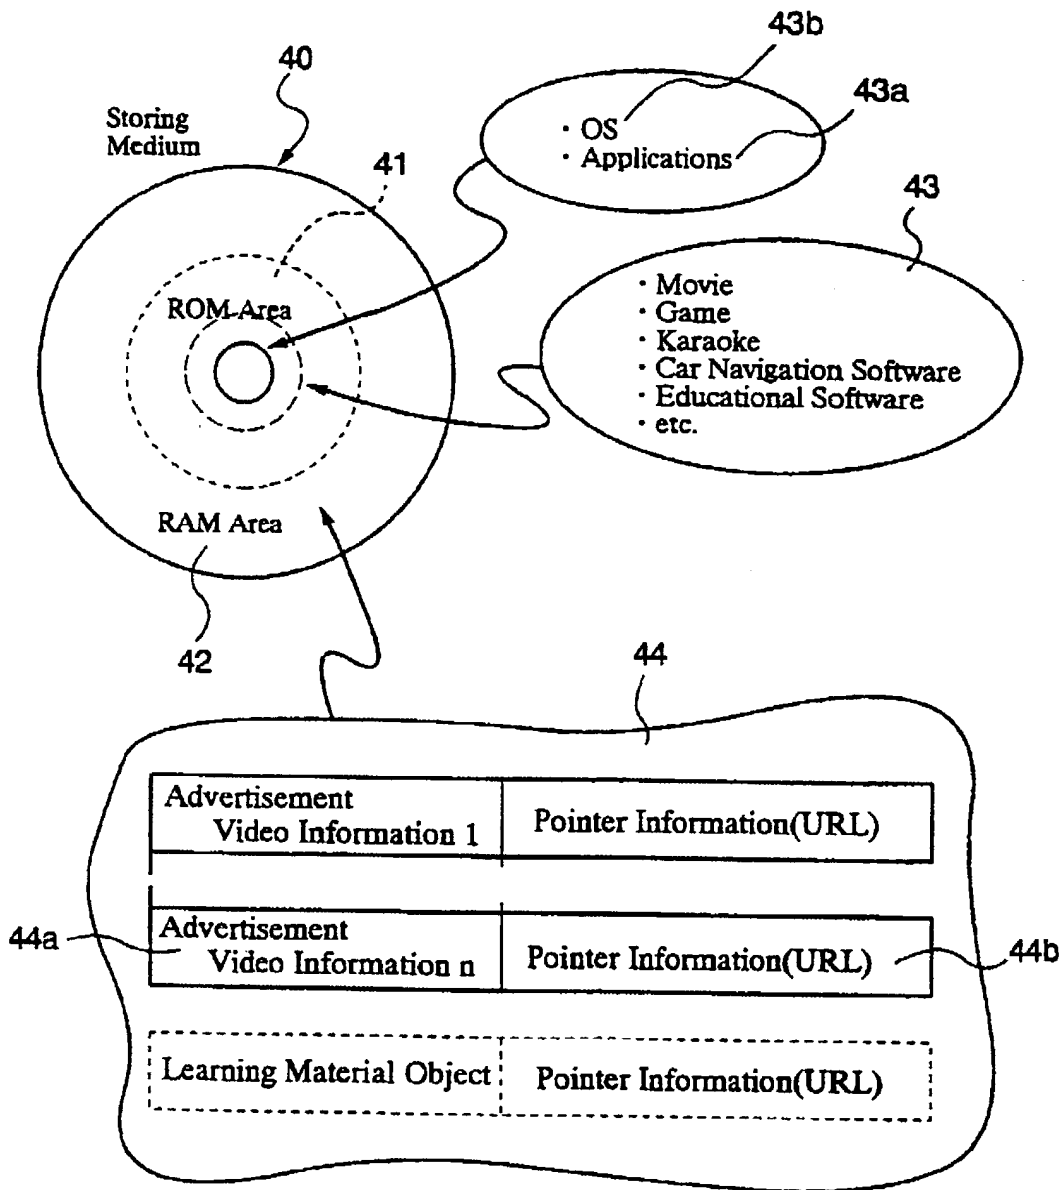 43b
40
43a
Storing
Medium
· OS
· Applications
41
43
ROM Area
· Movie
· Game
· Karaoke
· Car Navigation Software
· Educational Software
· etc.
RAM Area
42
44
Advertisement
Video Information 1
Pointer Information(URL)
44a
Advertisement
Video Information n
Pointer Information(URL)
44b
Learning Material Object
Pointer Information(URL)